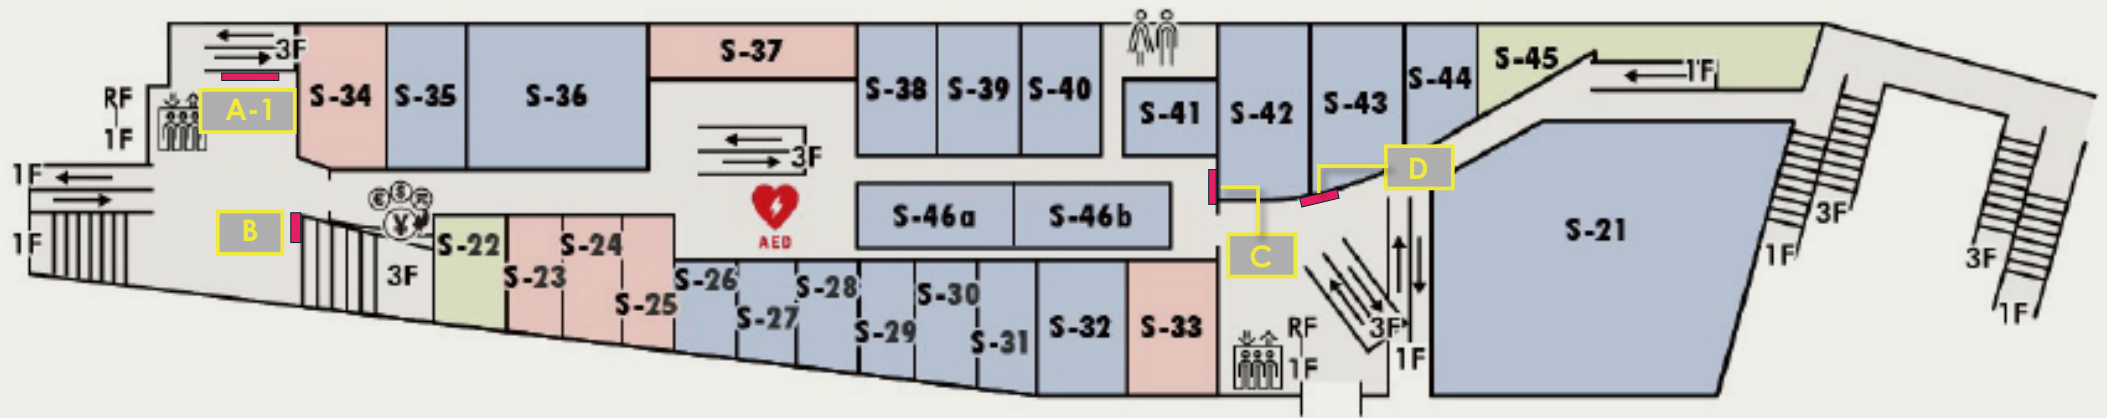 3F
S-34
S-35
S-36
S-37
S-38
S-39
S-40
S-41
S-42
S-43
S-44
S-45
1F
RF
1F
A-1
3F
D
1F
B
€
$
元
¥
AED
S-46a
S-46b
C
S-21
3F
1F
3F
1F
1F
3F
S-22
S-23
S-24
S-25
S-26
S-27
S-28
S-29
S-30
S-31
S-32
S-33
RF
1F
3F
1F